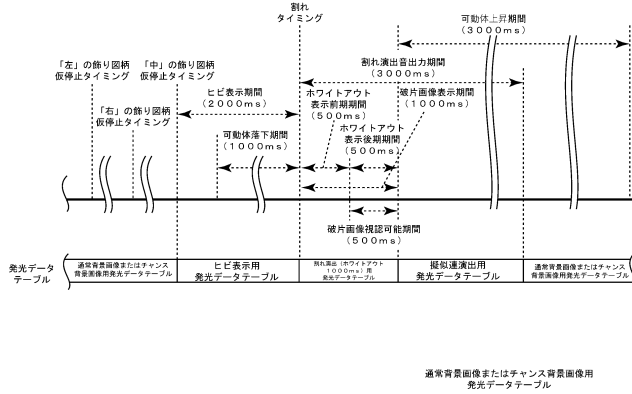 割れ
タイミング
可動体上昇期間
（３０００ｍｓ）
「左」の飾り図柄
仮停止タイミング
「中」の飾り図柄
仮停止タイミング
割れ演出音出力期間
（３０００ｍｓ）
ヒビ表示期間
（２０００ｍｓ）
ホワイトアウト
表示前期期間
（５００ｍｓ）
破片画像表示期間
（１０００ｍｓ）
「右」の飾り図柄
仮停止タイミング
ホワイトアウト
表示後期期間
（５００ｍｓ）
可動体落下期間
（１０００ｍｓ）
破片画像視認可能期間
（５００ｍｓ）
発光データ
テーブル
通常背景画像またはチャンス
背景画像用発光データテーブル
ヒビ表示用
発光データテーブル
割れ演出（ホワイトアウト
１０００ｍｓ）用
発光データテーブル
擬似連演出用
発光データテーブル
通常背景画像またはチャンス
背景画像用発光データテーブル
通常背景画像またはチャンス背景画像用
発光データテーブル